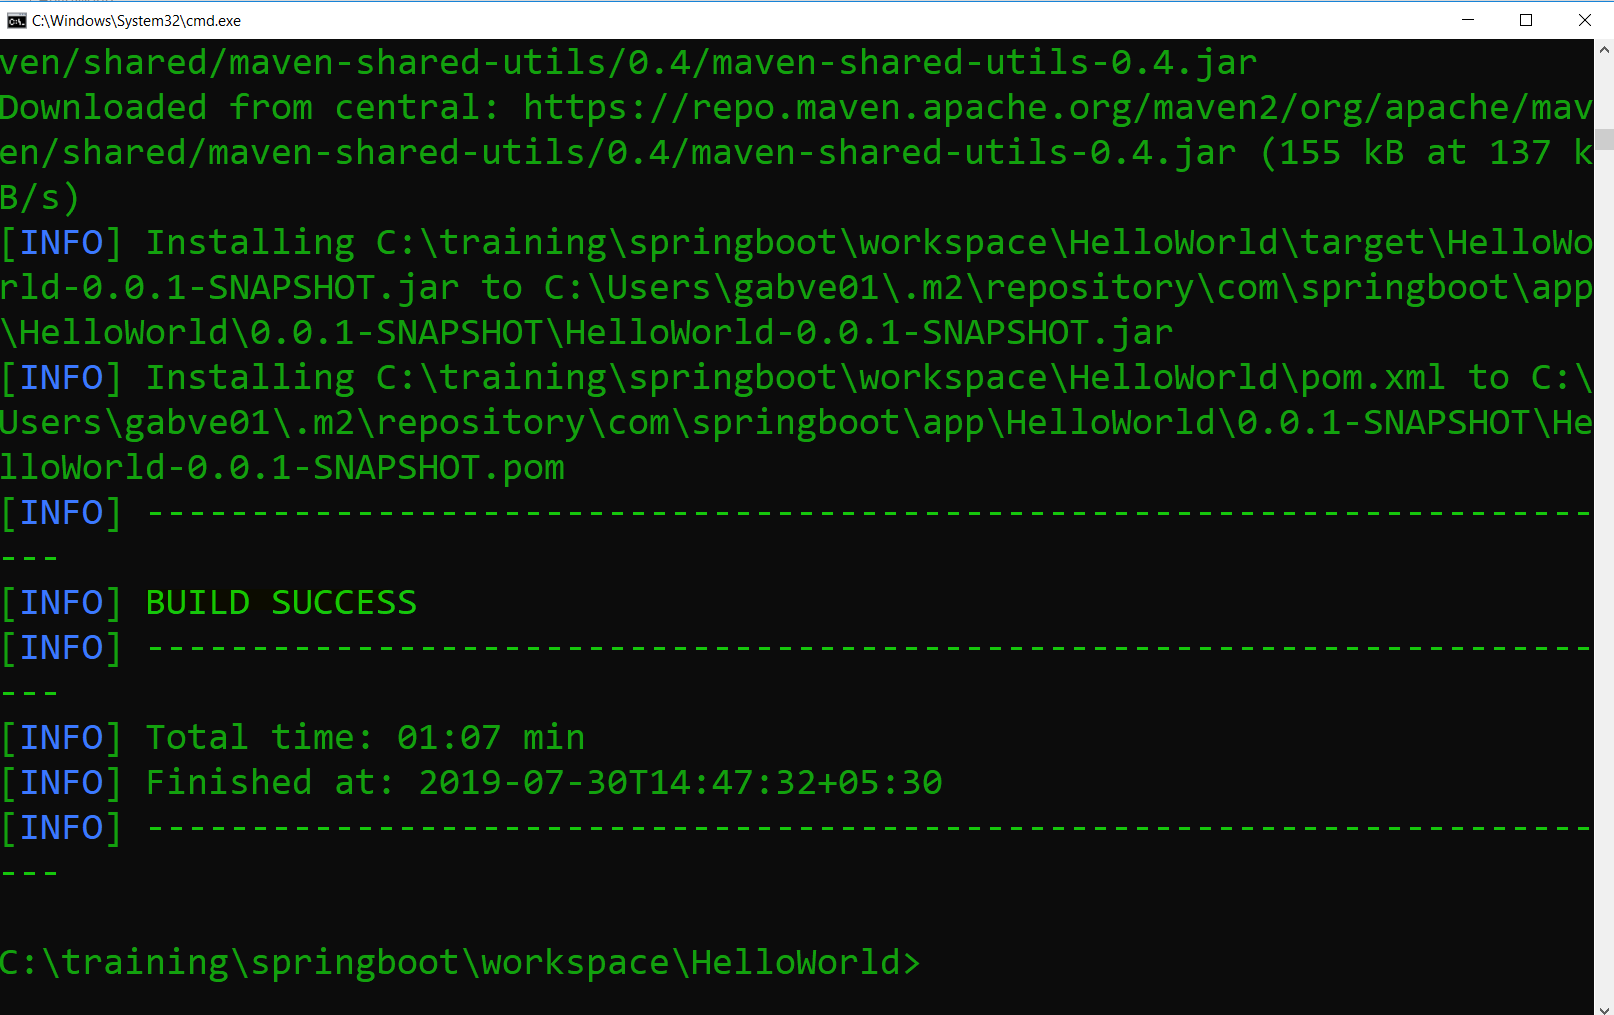 C:\Windows\System32\cmd.exe
ven/shared/maven-shared-utils/0.4/maven-shared-utils-0.4.jar
Downloaded from central: https://repo.maven.apache.org/maven2/org/apache/mav
en/shared/maven-shared-utils/0.4/maven-shared-utils-0.4.jar (155 kB at 137 k
B/s)
[INFO] Installing C:\training\springboot\workspace\HelloWorld\target\HelloWo
rld-0.0.1-SNAPSHOT.jar to C:\Users\gabve01\.m2\repository\com\springboot\app
\HelloWorld\0.0.1-SNAPSHOT\HelloWorld-0.0.1-SNAPSHOT.jar
[INFO] Installing C:\training\springboot\workspace\HelloWorld\pom.xml to C:\
Users\gabve01\.m2\repository\com\springboot\app\HelloWorld\0.0.1-SNAPSHOT\He
lloWorld-0.0.1-SNAPSHOT.pom
[INFO] ---------------------------------------------------------------------
---
[INFO] BUILD SUCCESS
[INFO] ---------------------------------------------------------------------
---
[INFO] Total time: 01:07 min
[INFO] Finished at: 2019-07-30T14:47:32+05:30
[INFO] ---------------------------------------------------------------------
---
C:\training\springboot\workspace\HelloWorld>